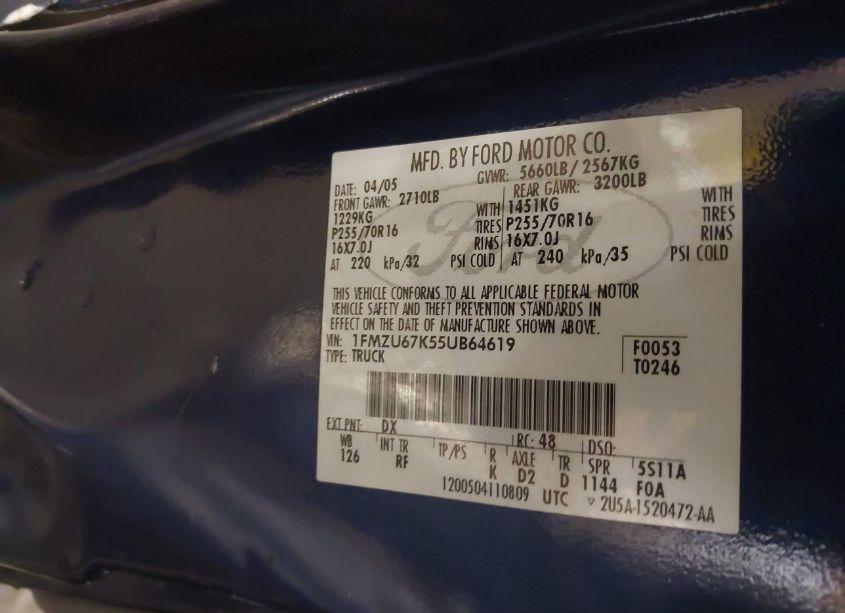 MFD. BY FORD MOTOR CO.
DATE: 04/05 GVWR: 5660LB/ 2567KG
FRONT GAWR: 2710LB REAR GAWR: 3200LB
1229KG WITH 1451KG WITH
P255/70R16 TIRES P255/70R16 TIRES
16X7.0J RIMS 16X7.0J RIMS
AT 220 kPa/32 PSI COLD AT 240 kPa/35 PSI COLD
Ford
THIS VEHICLE CONFORMS TO ALL APPLICABLE FEDERAL MOTOR
VEHICLE SAFETY AND THEFT PREVENTION STANDARDS IN
EFFECT ON THE DATE OF MANUFACTURE SHOWN ABOVE.
VIN: 1FMZU67K55UB64619 F0053
TYPE: TRUCK T0246
EXT PNT: DX RC: 48 DSO:
WB INT TR TP/PS R AXLE TR SPR 5S11A
126 RF K D2 D 1144 F0A
1200504110809 UTC ▽ 2U5A-1520472-AA